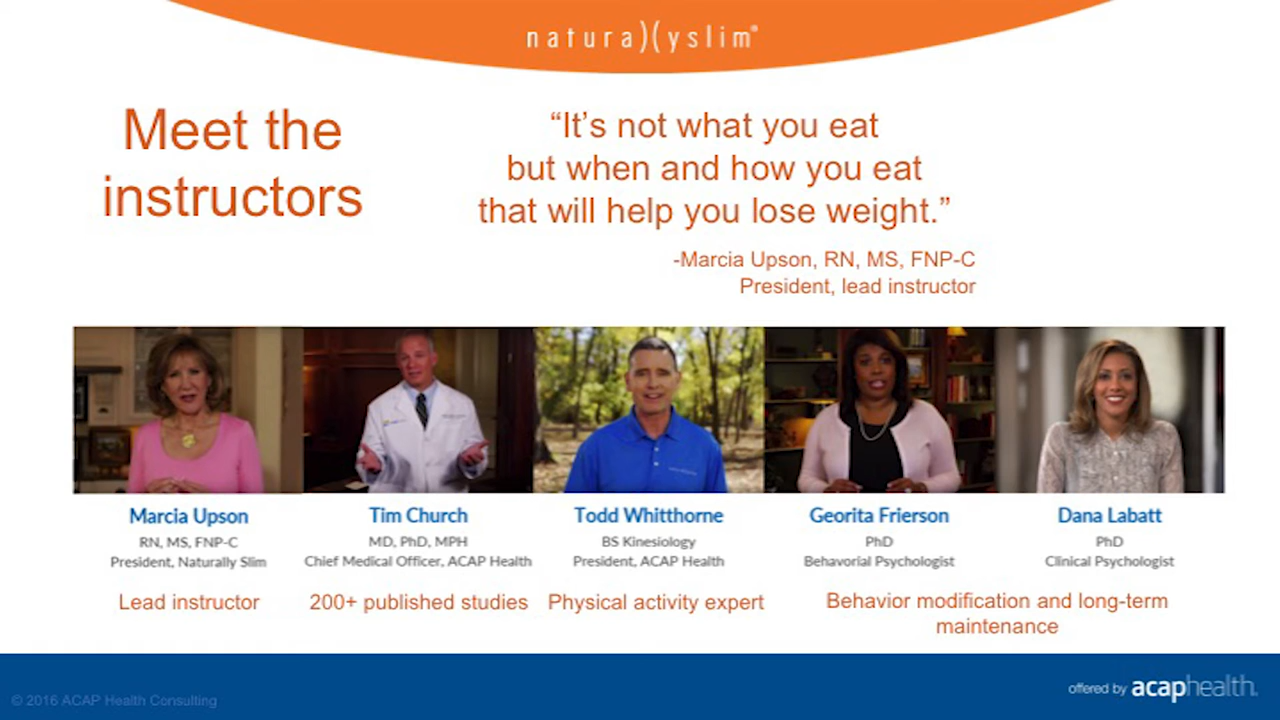 natura)(yslim®
Meet the
instructors
“It’s not what you eat
but when and how you eat
that will help you lose weight.”
-Marcia Upson, RN, MS, FNP-C
President, lead instructor
Marcia Upson
RN, MS, FNP-C
President, Naturally Slim
Lead instructor
Tim Church
MD, PhD, MPH
Chief Medical Officer, ACAP Health
200+ published studies
Todd Whitthorne
BS Kinesiology
President, ACAP Health
Physical activity expert
Georita Frierson
PhD
Behavorial Psychologist
Dana Labatt
PhD
Clinical Psychologist
Behavior modification and long-term
maintenance
© 2016 ACAP Health Consulting
offered by acaphealth.